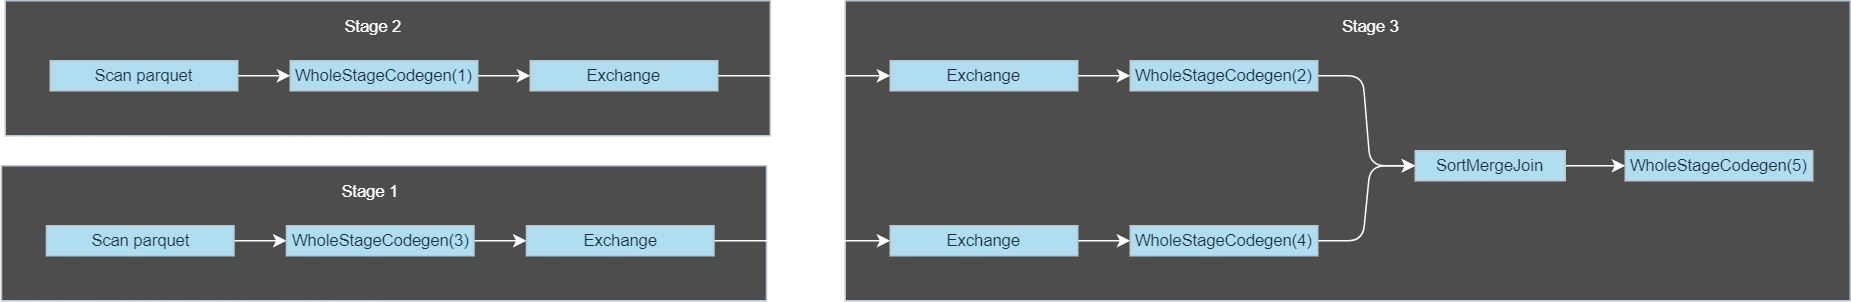 Stage 2
Scan parquet
WholeStageCodegen(1)
Exchange
Stage 1
Scan parquet
WholeStageCodegen(3)
Exchange
Stage 3
Exchange
WholeStageCodegen(2)
Exchange
WholeStageCodegen(4)
SortMergeJoin
WholeStageCodegen(5)